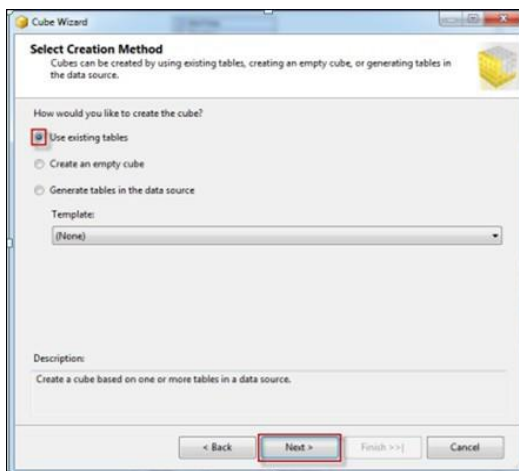 Cube Wizard
Select Creation Method
Cubes can be created by using existing tables, creating an empty cube, or generating tables in
the data source.
How would you like to create the cube?
Use existing tables
Create an empty cube
Generate tables in the data source
Template:
(None)
Description:
Create a cube based on one or more tables in a data source.
< Back Next > Finish >>| Cancel